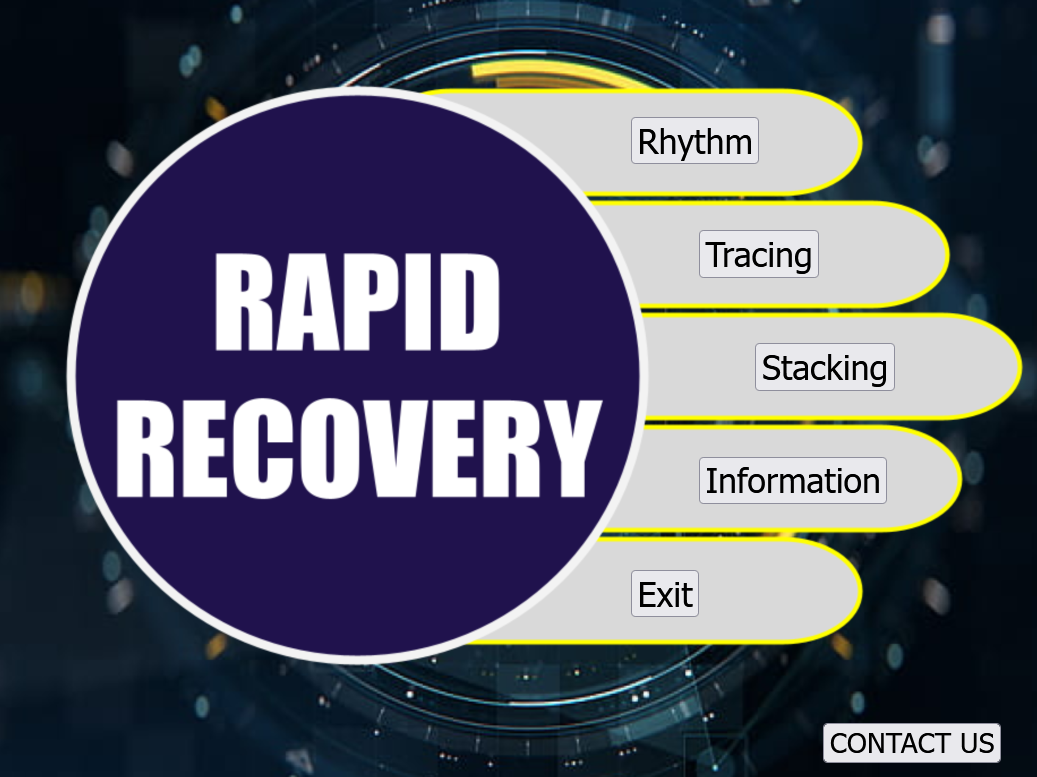 RAPID
RECOVERY
Rhythm
Tracing
Stacking
Information
Exit
CONTACT US